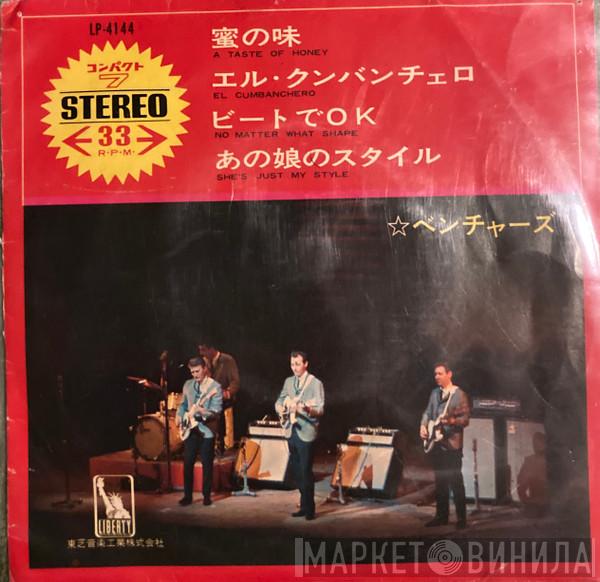 LP-4144
コンパクト
7
STEREO
33
R・P・M・
蜜の味
A TASTE OF HONEY
エル・クンバンチェロ
EL CUMBANCHERO
ビートでOK
NO MATTER WHAT SHAPE
あの娘のスタイル
SHE'S JUST MY STYLE
☆ベンチャーズ
LIBERTY
東芝音楽工業株式会社
МАРКЕТ ВИНИЛА